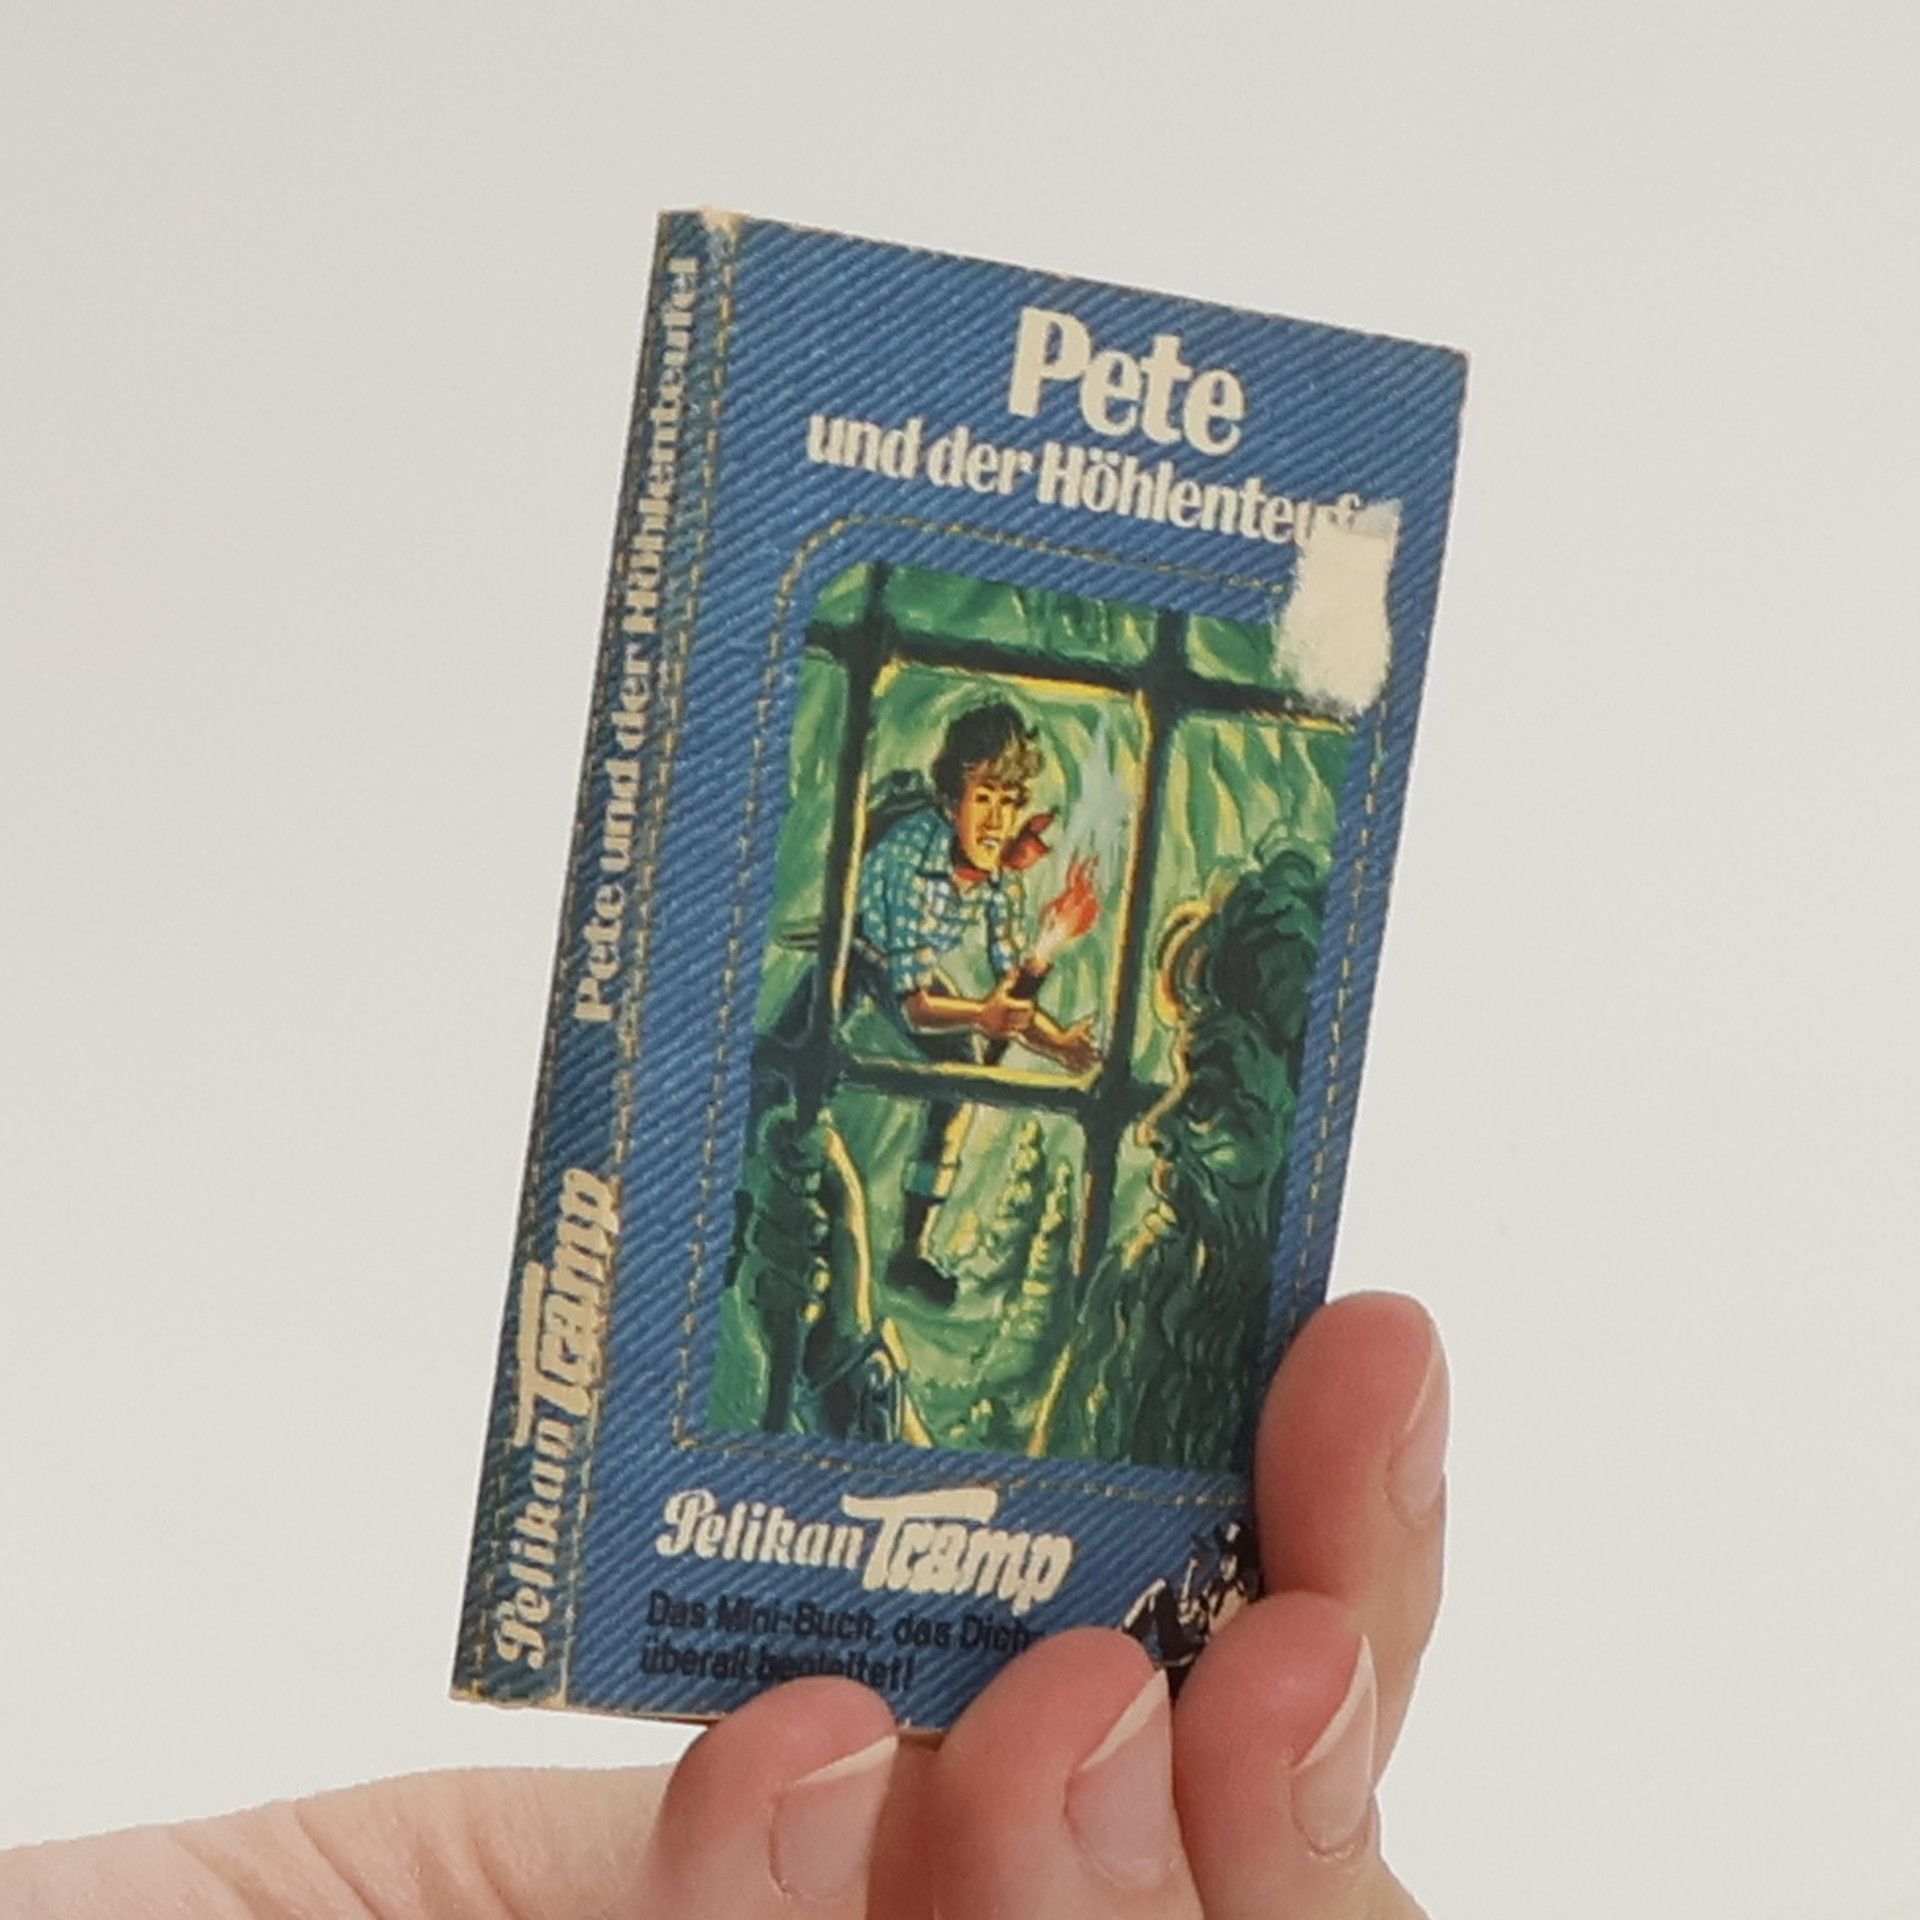 Pete und der Höhlenteufel
Pelikan Tramp
Pete
und der Höhlenteuf
Pelikan Tramp
Das Mini-Buch, das Dich
überall begleitet!